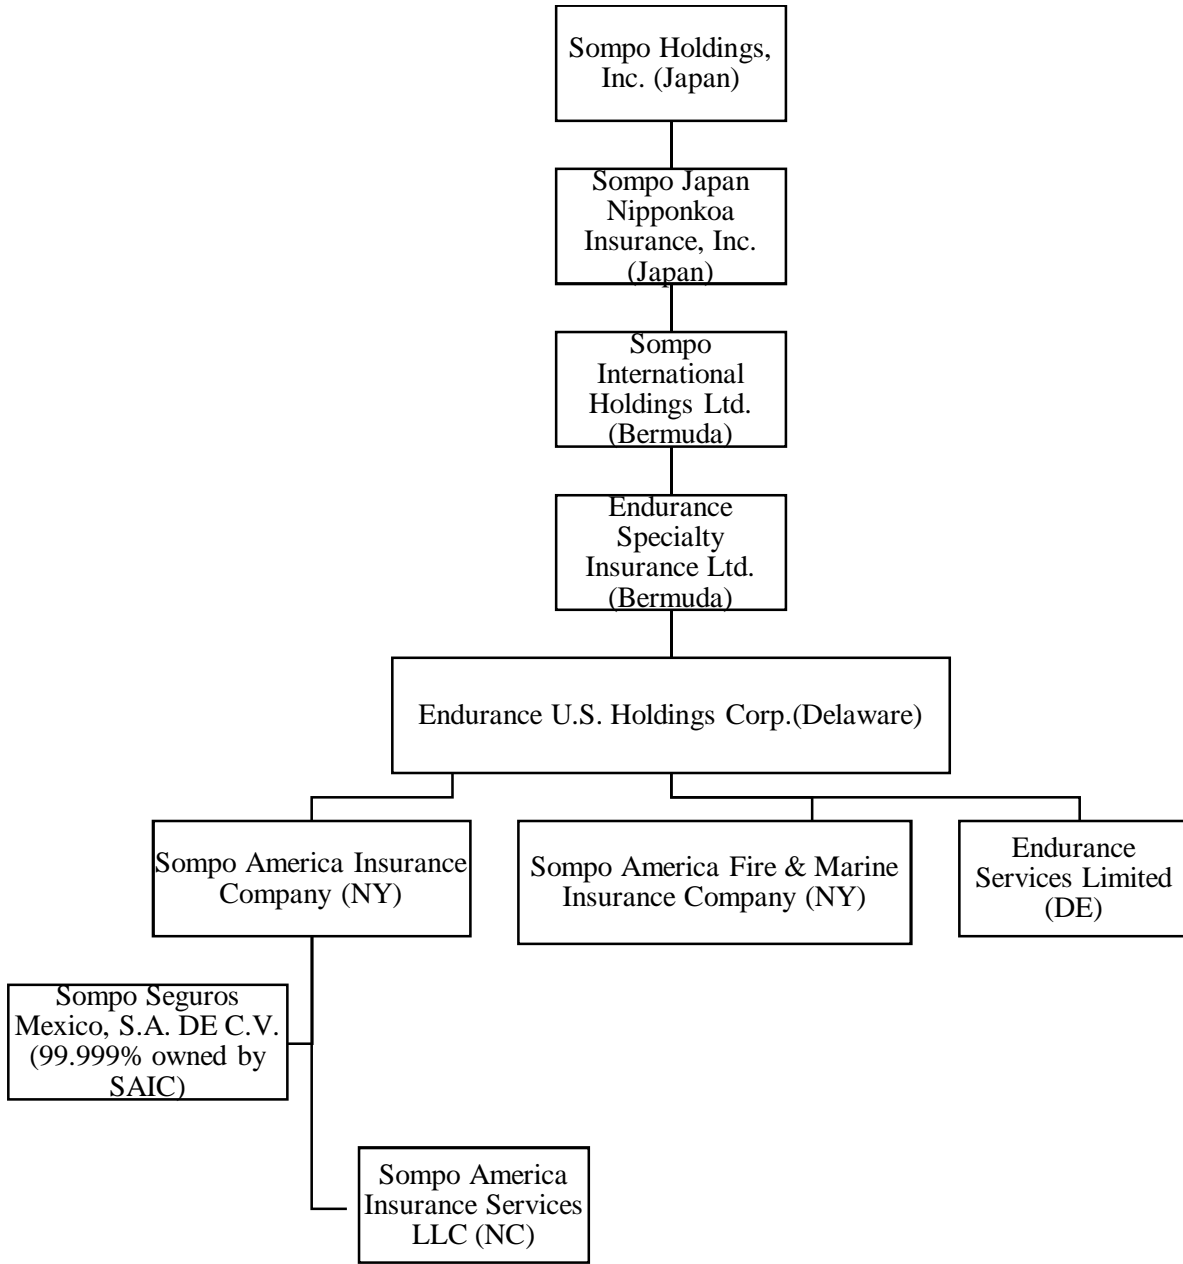 Sompo Holdings,
Inc. (Japan)
Sompo Japan
Nipponkoa
Insurance, Inc.
(Japan)
Sompo
International
Holdings Ltd.
(Bermuda)
Endurance
Specialty
Insurance Ltd.
(Bermuda)
Endurance U.S. Holdings Corp.(Delaware)
Sompo America Insurance
Company (NY)
Sompo America Fire & Marine
Insurance Company (NY)
Endurance
Services Limited
(DE)
Sompo Seguros
Mexico, S.A. DE C.V.
(99.999% owned by
SAIC)
Sompo America
Insurance Services
LLC (NC)